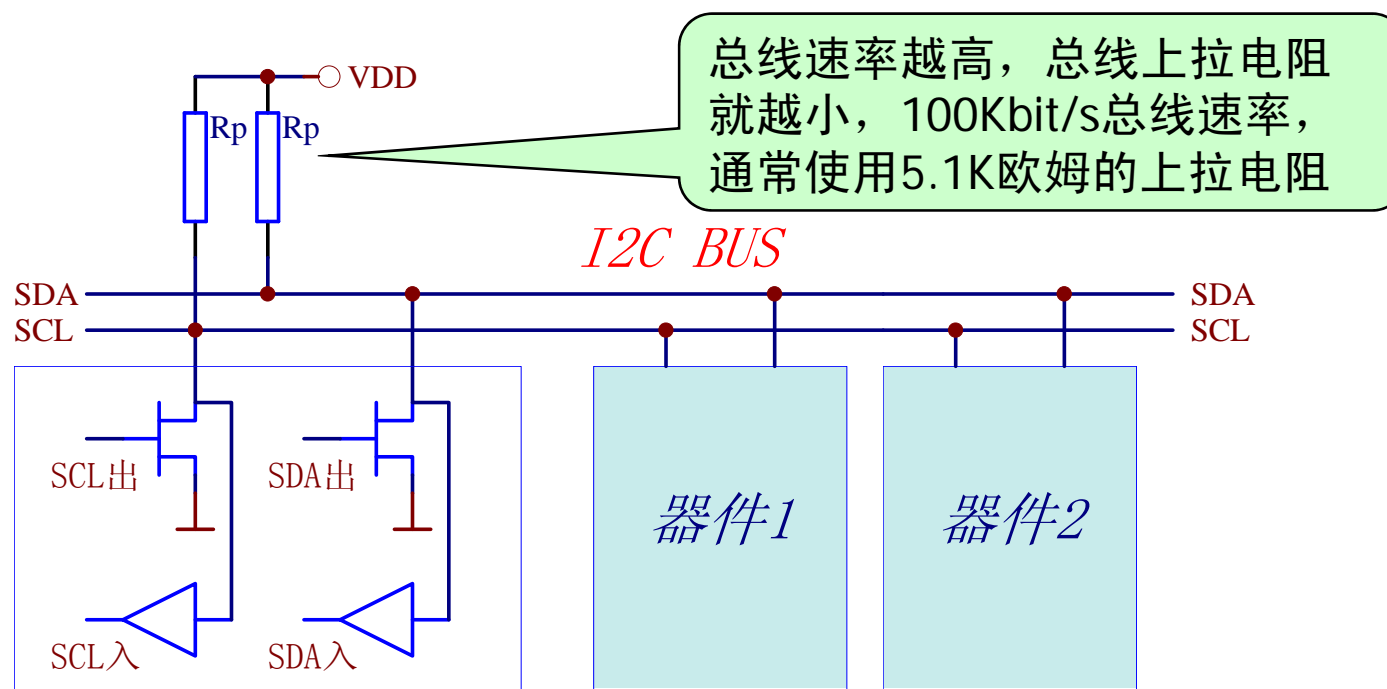 总线速率越高，总线上拉电阻
就越小，100Kbit/s总线速率，
通常使用5.1K欧姆的上拉电阻
VDD
Rp Rp
I2C BUS
SDA SDA
SCL SCL
SCL出 SDA出
器件1 器件2
SCL入 SDA入